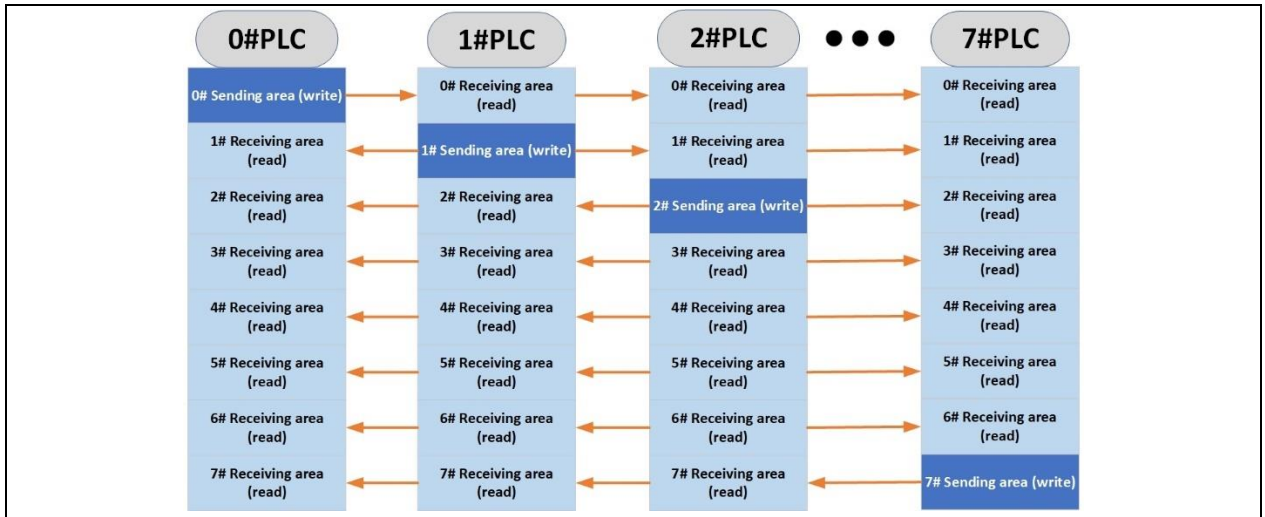 0#PLC
1#PLC
2#PLC
7#PLC
0# Sending area (write)
0# Receiving area
(read)
0# Receiving area
(read)
0# Receiving area
(read)
1# Receiving area
(read)
1# Sending area (write)
1# Receiving area
(read)
1# Receiving area
(read)
2# Receiving area
(read)
2# Receiving area
(read)
2# Sending area (write)
2# Receiving area
(read)
3# Receiving area
(read)
3# Receiving area
(read)
3# Receiving area
(read)
3# Receiving area
(read)
4# Receiving area
(read)
4# Receiving area
(read)
4# Receiving area
(read)
4# Receiving area
(read)
5# Receiving area
(read)
5# Receiving area
(read)
5# Receiving area
(read)
5# Receiving area
(read)
6# Receiving area
(read)
6# Receiving area
(read)
6# Receiving area
(read)
6# Receiving area
(read)
7# Receiving area
(read)
7# Receiving area
(read)
7# Receiving area
(read)
7# Sending area (write)